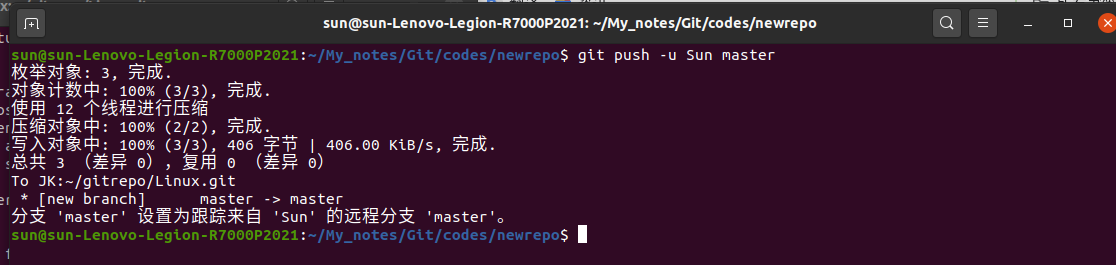 sun@sun-Lenovo-Legion-R7000P2021: ~/My_notes/Git/codes/newrepo
sun@sun-Lenovo-Legion-R7000P2021:~/My_notes/Git/codes/newrepo$ git push -u Sun master
枚举对象: 3, 完成.
对象计数中: 100% (3/3), 完成.
使用 12 个线程进行压缩
压缩对象中: 100% (2/2), 完成.
写入对象中: 100% (3/3), 406 字节 | 406.00 KiB/s, 完成.
总共 3 （差异 0），复用 0 （差异 0）
To JK:~/gitrepo/Linux.git
 * [new branch]      master -> master
分支 'master' 设置为跟踪来自 'Sun' 的远程分支 'master'。
sun@sun-Lenovo-Legion-R7000P2021:~/My_notes/Git/codes/newrepo$